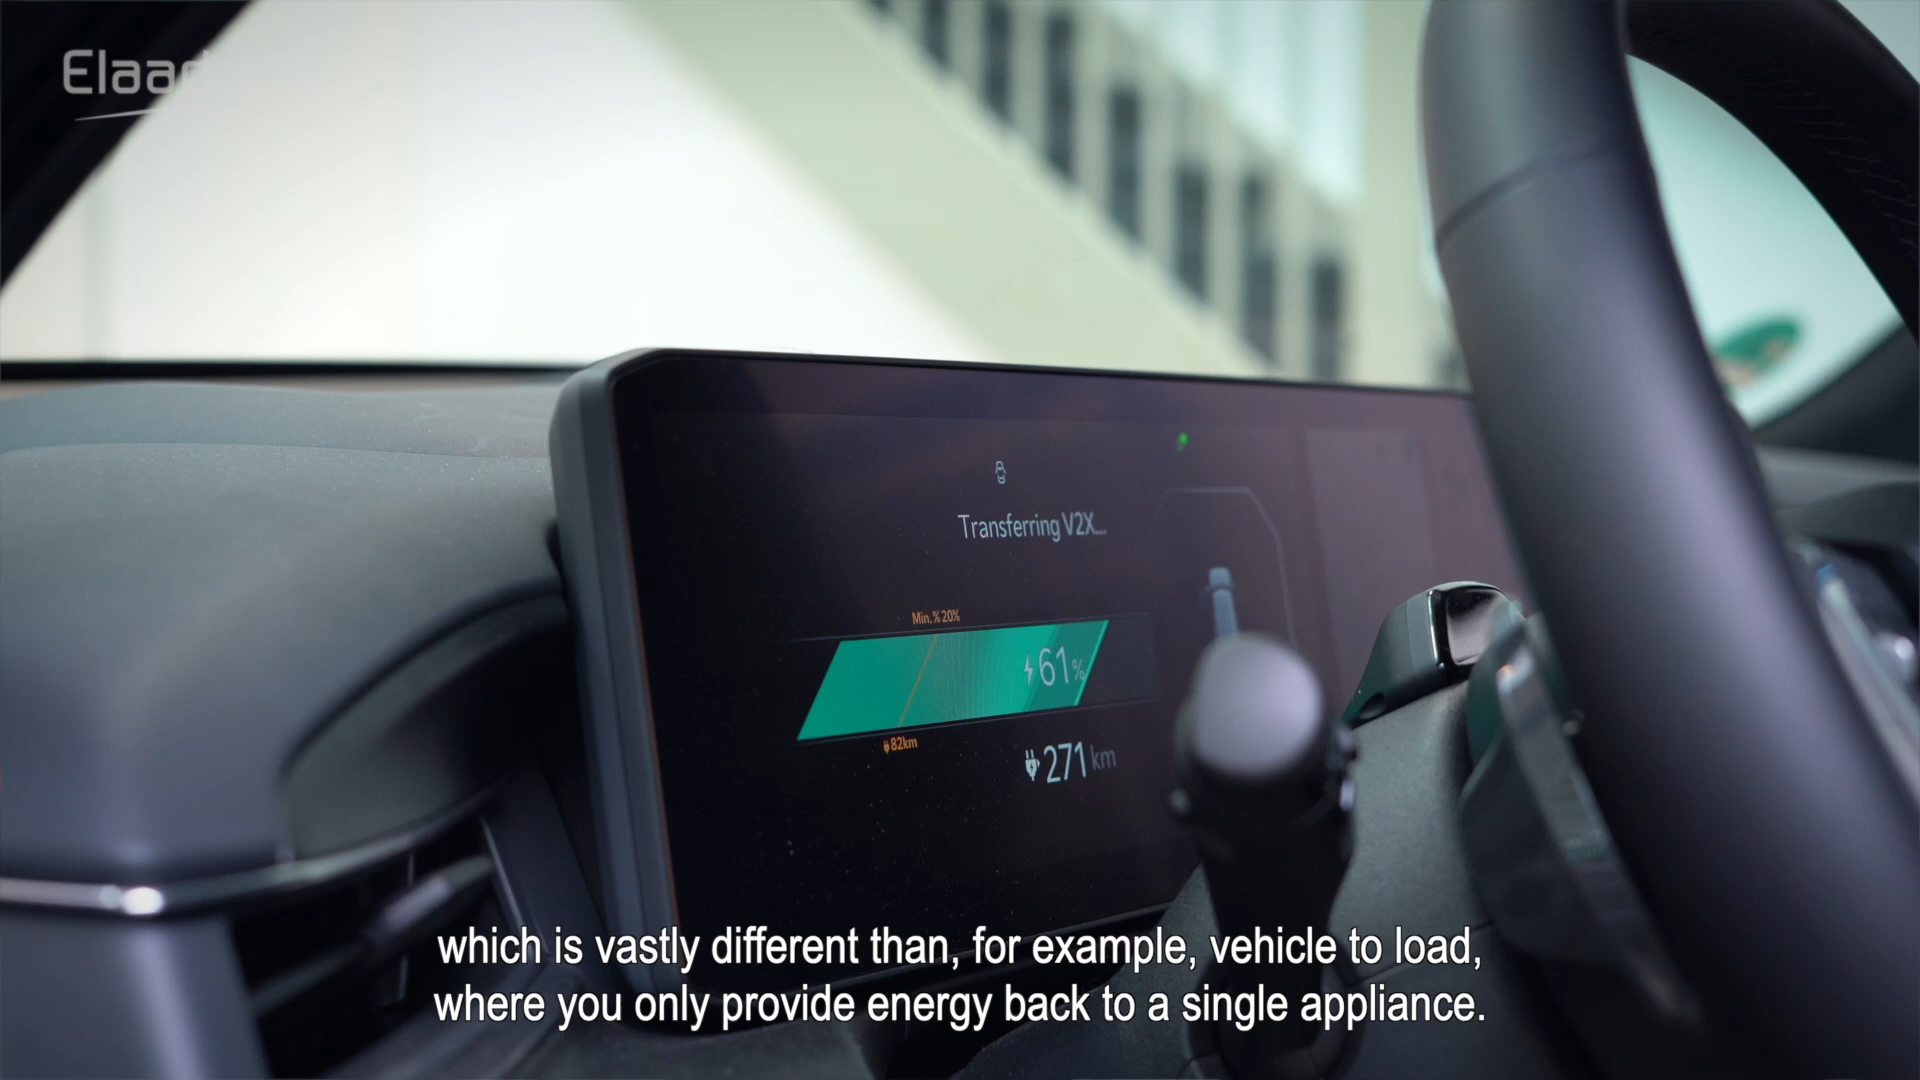 Elaad
Transferring V2X...
Min.% 20%
61%
82km
271 km
which is vastly different than, for example, vehicle to load,
where you only provide energy back to a single appliance.